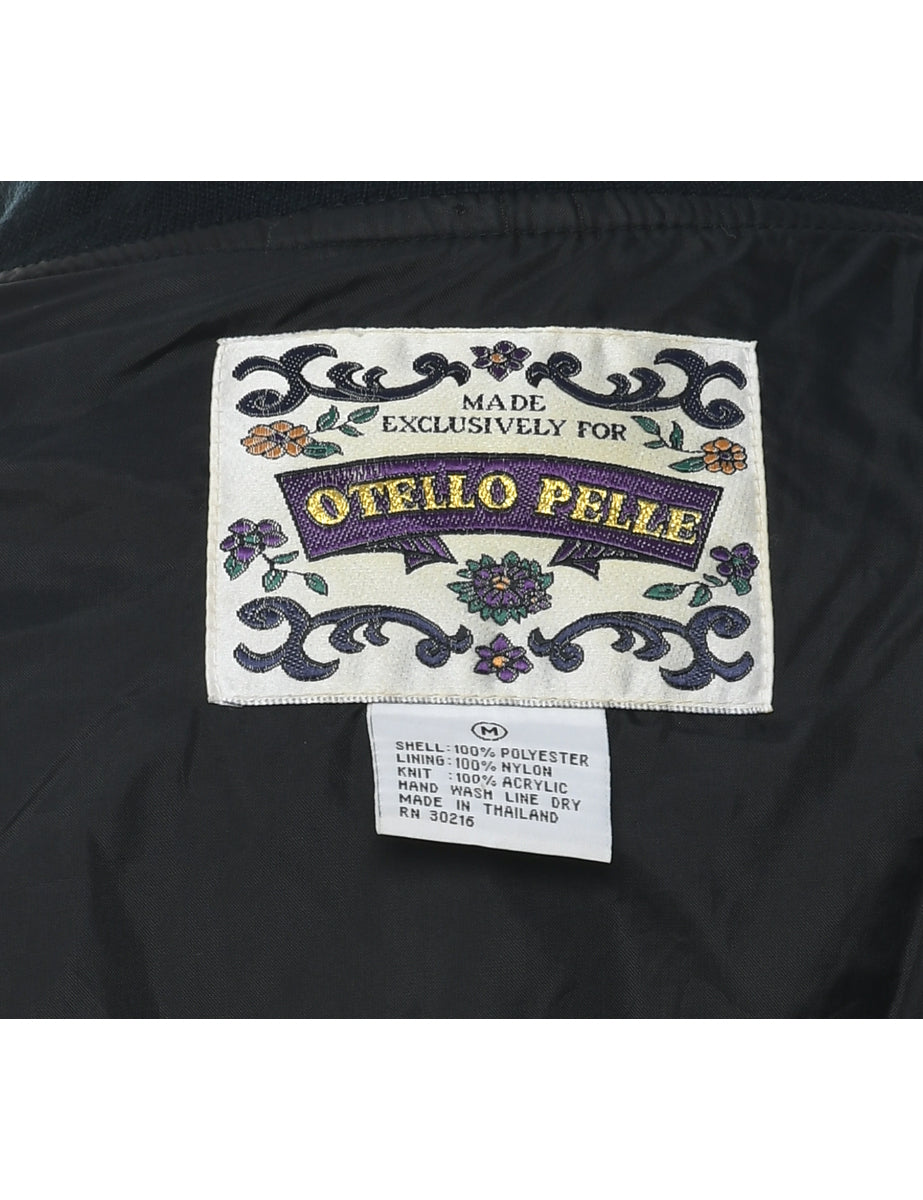 MADE
EXCLUSIVELY FOR
OTELLO PELLE
M
SHELL:100% POLYESTER
LINING:100% NYLON
KNIT :100% ACRYLIC
HAND WASH LINE DRY
MADE IN THAILAND
RN 30216